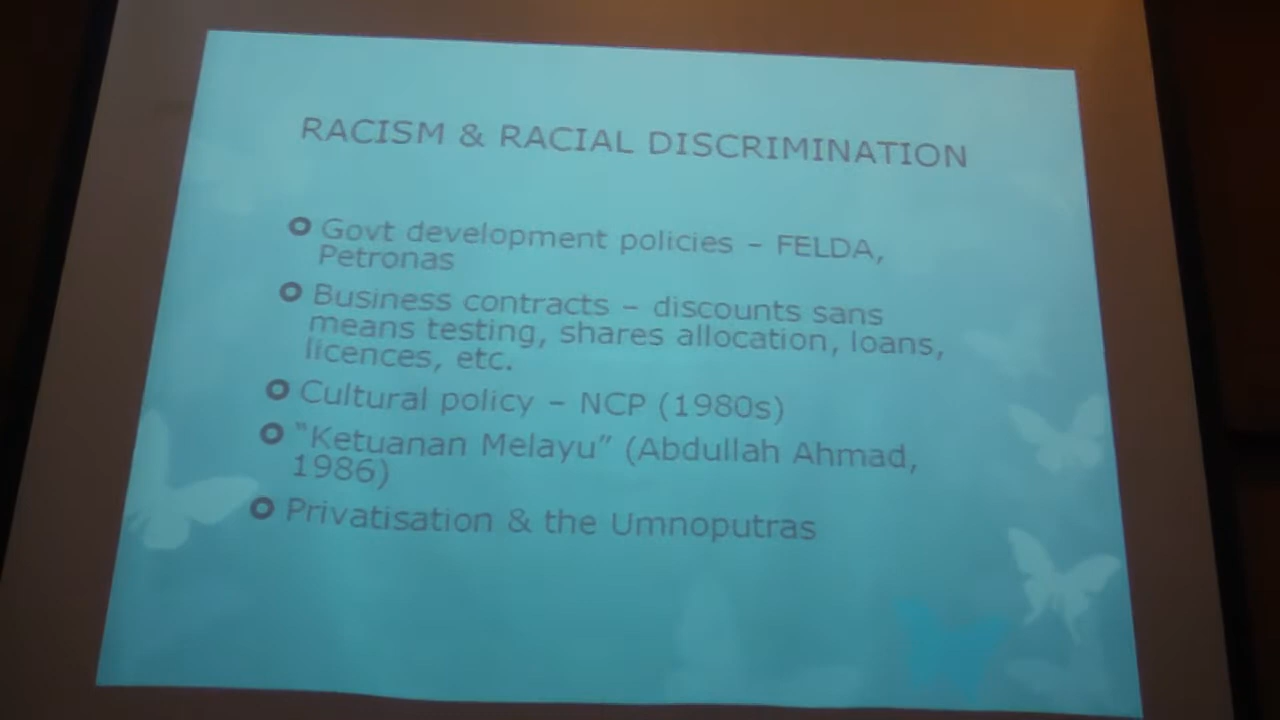 RACISM & RACIAL DISCRIMINATION
Govt development policies – FELDA,
Petronas
Business contracts – discounts sans
means testing, shares allocation, loans,
licences, etc.
Cultural policy – NCP (1980s)
"Ketuanan Melayu" (Abdullah Ahmad,
1986)
Privatisation & the Umnoputras